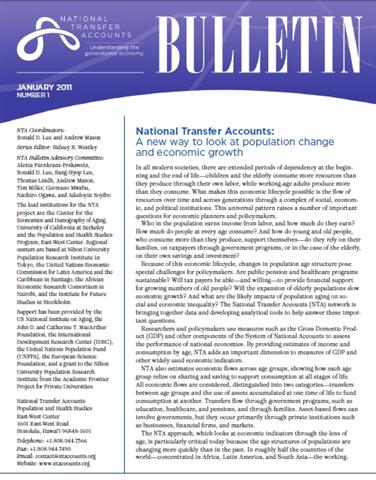 NATIONAL
TRANSFER
ACCOUNTS
Understanding the
generational economy
BULLETIN
JANUARY 2011
NUMBER 1
NTA Coordinators:
Ronald D. Lee and Andrew Mason
Series Editor: Sidney B. Westley
NTA Bulletin Advisory Committee:
Alexia Fürnkranz-Prskawetz,
Ronald D. Lee, Sang-Hyop Lee,
Thomas Lindh, Andrew Mason,
Tim Miller, Germano Mwabu,
Naohiro Ogawa, and Adedoyin Soyibo
The lead institutions for the NTA
project are the Center for the
Economics and Demography of Aging,
University of California at Berkeley
and the Population and Health Studies
Program, East-West Center. Regional
centers are based at Nihon University
Population Research Institute in
Tokyo, the United Nations Economic
Commission for Latin America and the
Caribbean in Santiago, the African
Economic Research Consortium in
Nairobi, and the Institute for Future
Studies in Stockholm.
Support has been provided by the
UN National Institute on Aging, the
John D. and Catherine T. MacArthur
Foundation, the International
Development Research Center (IDRC),
the United Nations Population Fund
(UNFPA), the European Science
Foundation, and a grant to the Nihon
University Population Research
Institute from the Academic Frontier
Project for Private Universities.
National Transfer Accounts
Population and Health Studies
East-West Center
1601 East-West Road
Honolulu, Hawai'i 96848-1601
Telephone: +1.808.944.7566
Fax: +1.808.944.7490
Email: contact@ntaccounts.org
Website: www.ntaccounts.org
National Transfer Accounts:
A new way to look at population change
and economic growth
In all modern societies, there are extended periods of dependency at the begin-
ning and the end of life—children and the elderly consume more resources than
they produce through their own labor, while working-age adults produce more
than they consume. What makes this economic lifecycle possible is the flow of
resources over time and across generations through a complex of social, econom-
ic, and political institutions. This universal pattern raises a number of important
questions for economic planners and policymakers.
Who in the population earns income from labor, and how much do they earn?
How much do people at every age consume? And how do young and old people,
who consume more than they produce, support themselves—do they rely on their
families, on taxpayers through government programs, or in the case of the elderly,
on their own savings and investments?
Because of this economic lifecycle, changes in population age structure pose
special challenges for policymakers. Are public pension and healthcare programs
sustainable? Will tax payers be able—and willing—to provide financial support
for growing numbers of old people? Will the expansion of elderly populations slow
economic growth? And what are the likely impacts of population aging on so-
cial and economic inequality? The National Transfer Accounts (NTA) network is
bringing together data and developing analytical tools to help answer these impor-
tant questions.
Researchers and policymakers use measures such as the Gross Domestic Prod-
uct (GDP) and other components of the System of National Accounts to assess
the performance of national economies. By providing estimates of income and
consumption by age, NTA adds an important dimension to measures of GDP and
other widely used economic indicators.
NTA also estimates economic flows across age groups, showing how each age
group relies on sharing and saving to support consumption at all stages of life.
All economic flows are considered, distinguished into two categories—transfers
between age groups and the use of assets accumulated at one time of life to fund
consumption at another. Transfers flow through government programs, such as
education, healthcare, and pensions, and through families. Asset-based flows can
involve governments, but they occur primarily through private institutions such
as businesses, financial firms, and markets.
The NTA approach, which looks at economic indicators through the lens of
age, is particularly critical today because the age structures of populations are
changing more quickly than in the past. In roughly half the countries of the
world—concentrated in Africa, Latin America, and South Asia—the working-